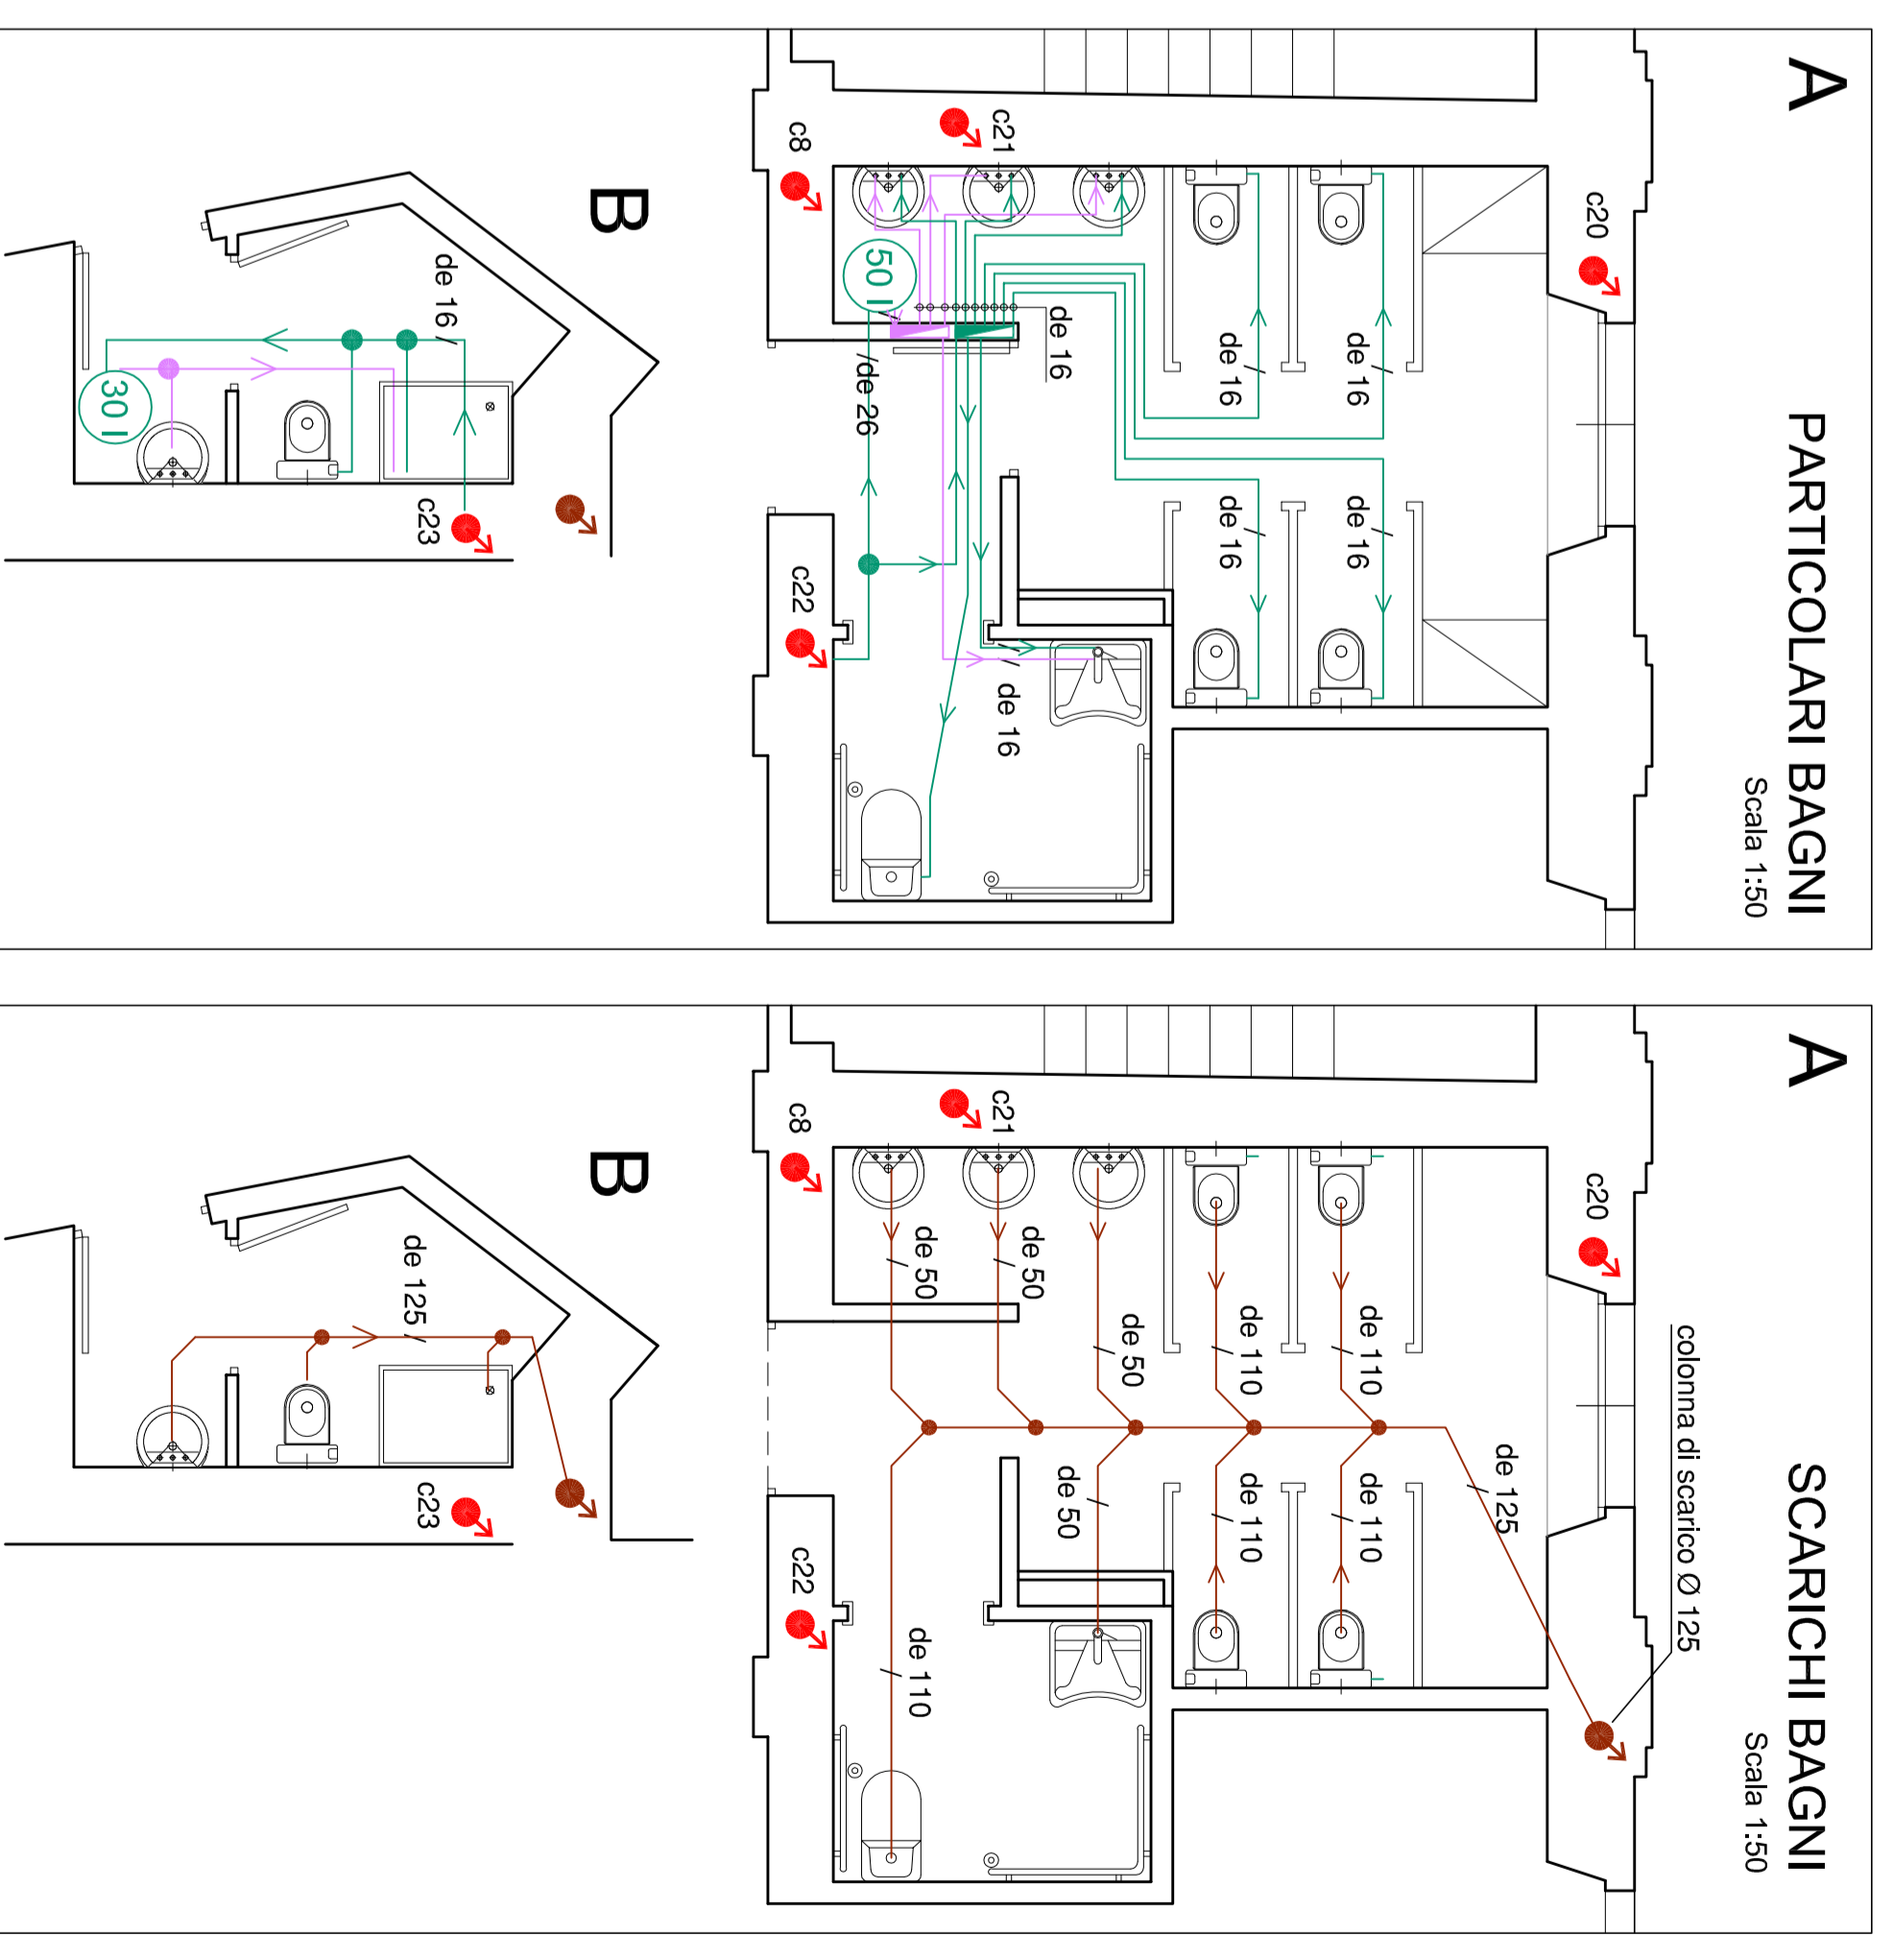 A
PARTICOLARI BAGNI
Scala 1:50
c20
c21
c8
de 16
de 16
de 16
de 16
de 16
50 l
de 26
de 16
c22
B
de 16
30 l
c23
A
SCARICHI BAGNI
Scala 1:50
colonna di scarico Ø 125
c20
c21
c8
de 125
de 110
de 110
de 110
de 110
de 50
de 50
de 50
de 50
de 110
c22
B
de 125
c23